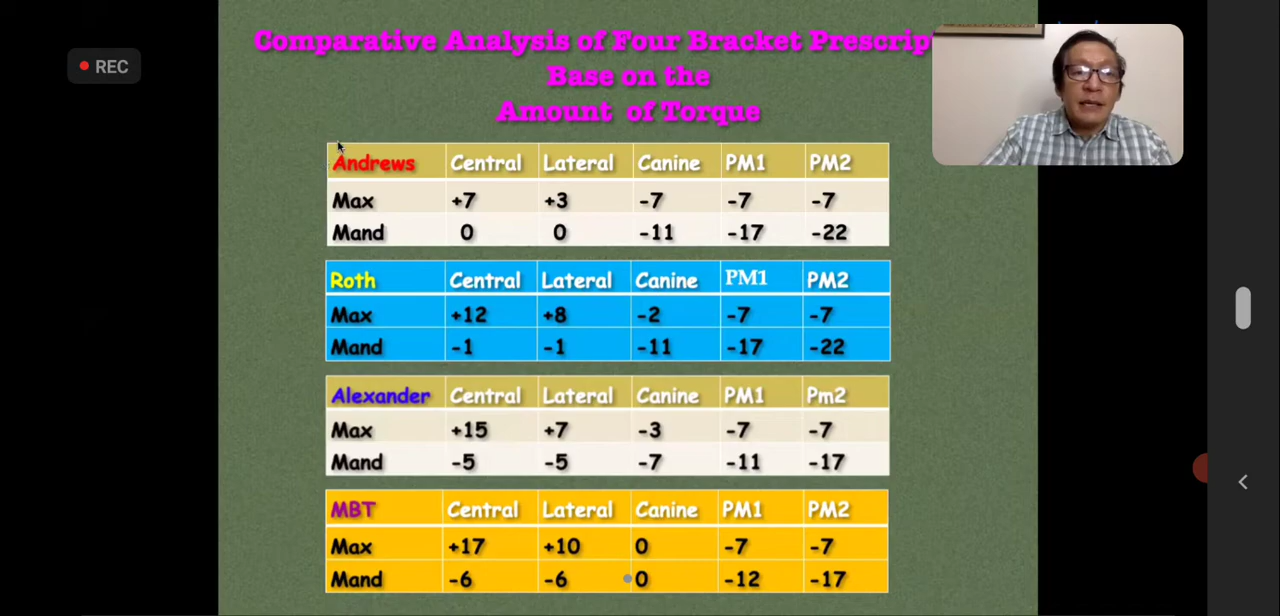 REC
Comparative Analysis of Four Bracket Prescrip
Base on the
Amount of Torque
Andrews Central Lateral Canine PM1 PM2
Max +7 +3 -7 -7 -7
Mand 0 0 -11 -17 -22
Roth Central Lateral Canine PM1 PM2
Max +12 +8 -2 -7 -7
Mand -1 -1 -11 -17 -22
Alexander Central Lateral Canine PM1 Pm2
Max +15 +7 -3 -7 -7
Mand -5 -5 -7 -11 -17
MBT Central Lateral Canine PM1 PM2
Max +17 +10 0 -7 -7
Mand -6 -6 0 -12 -17